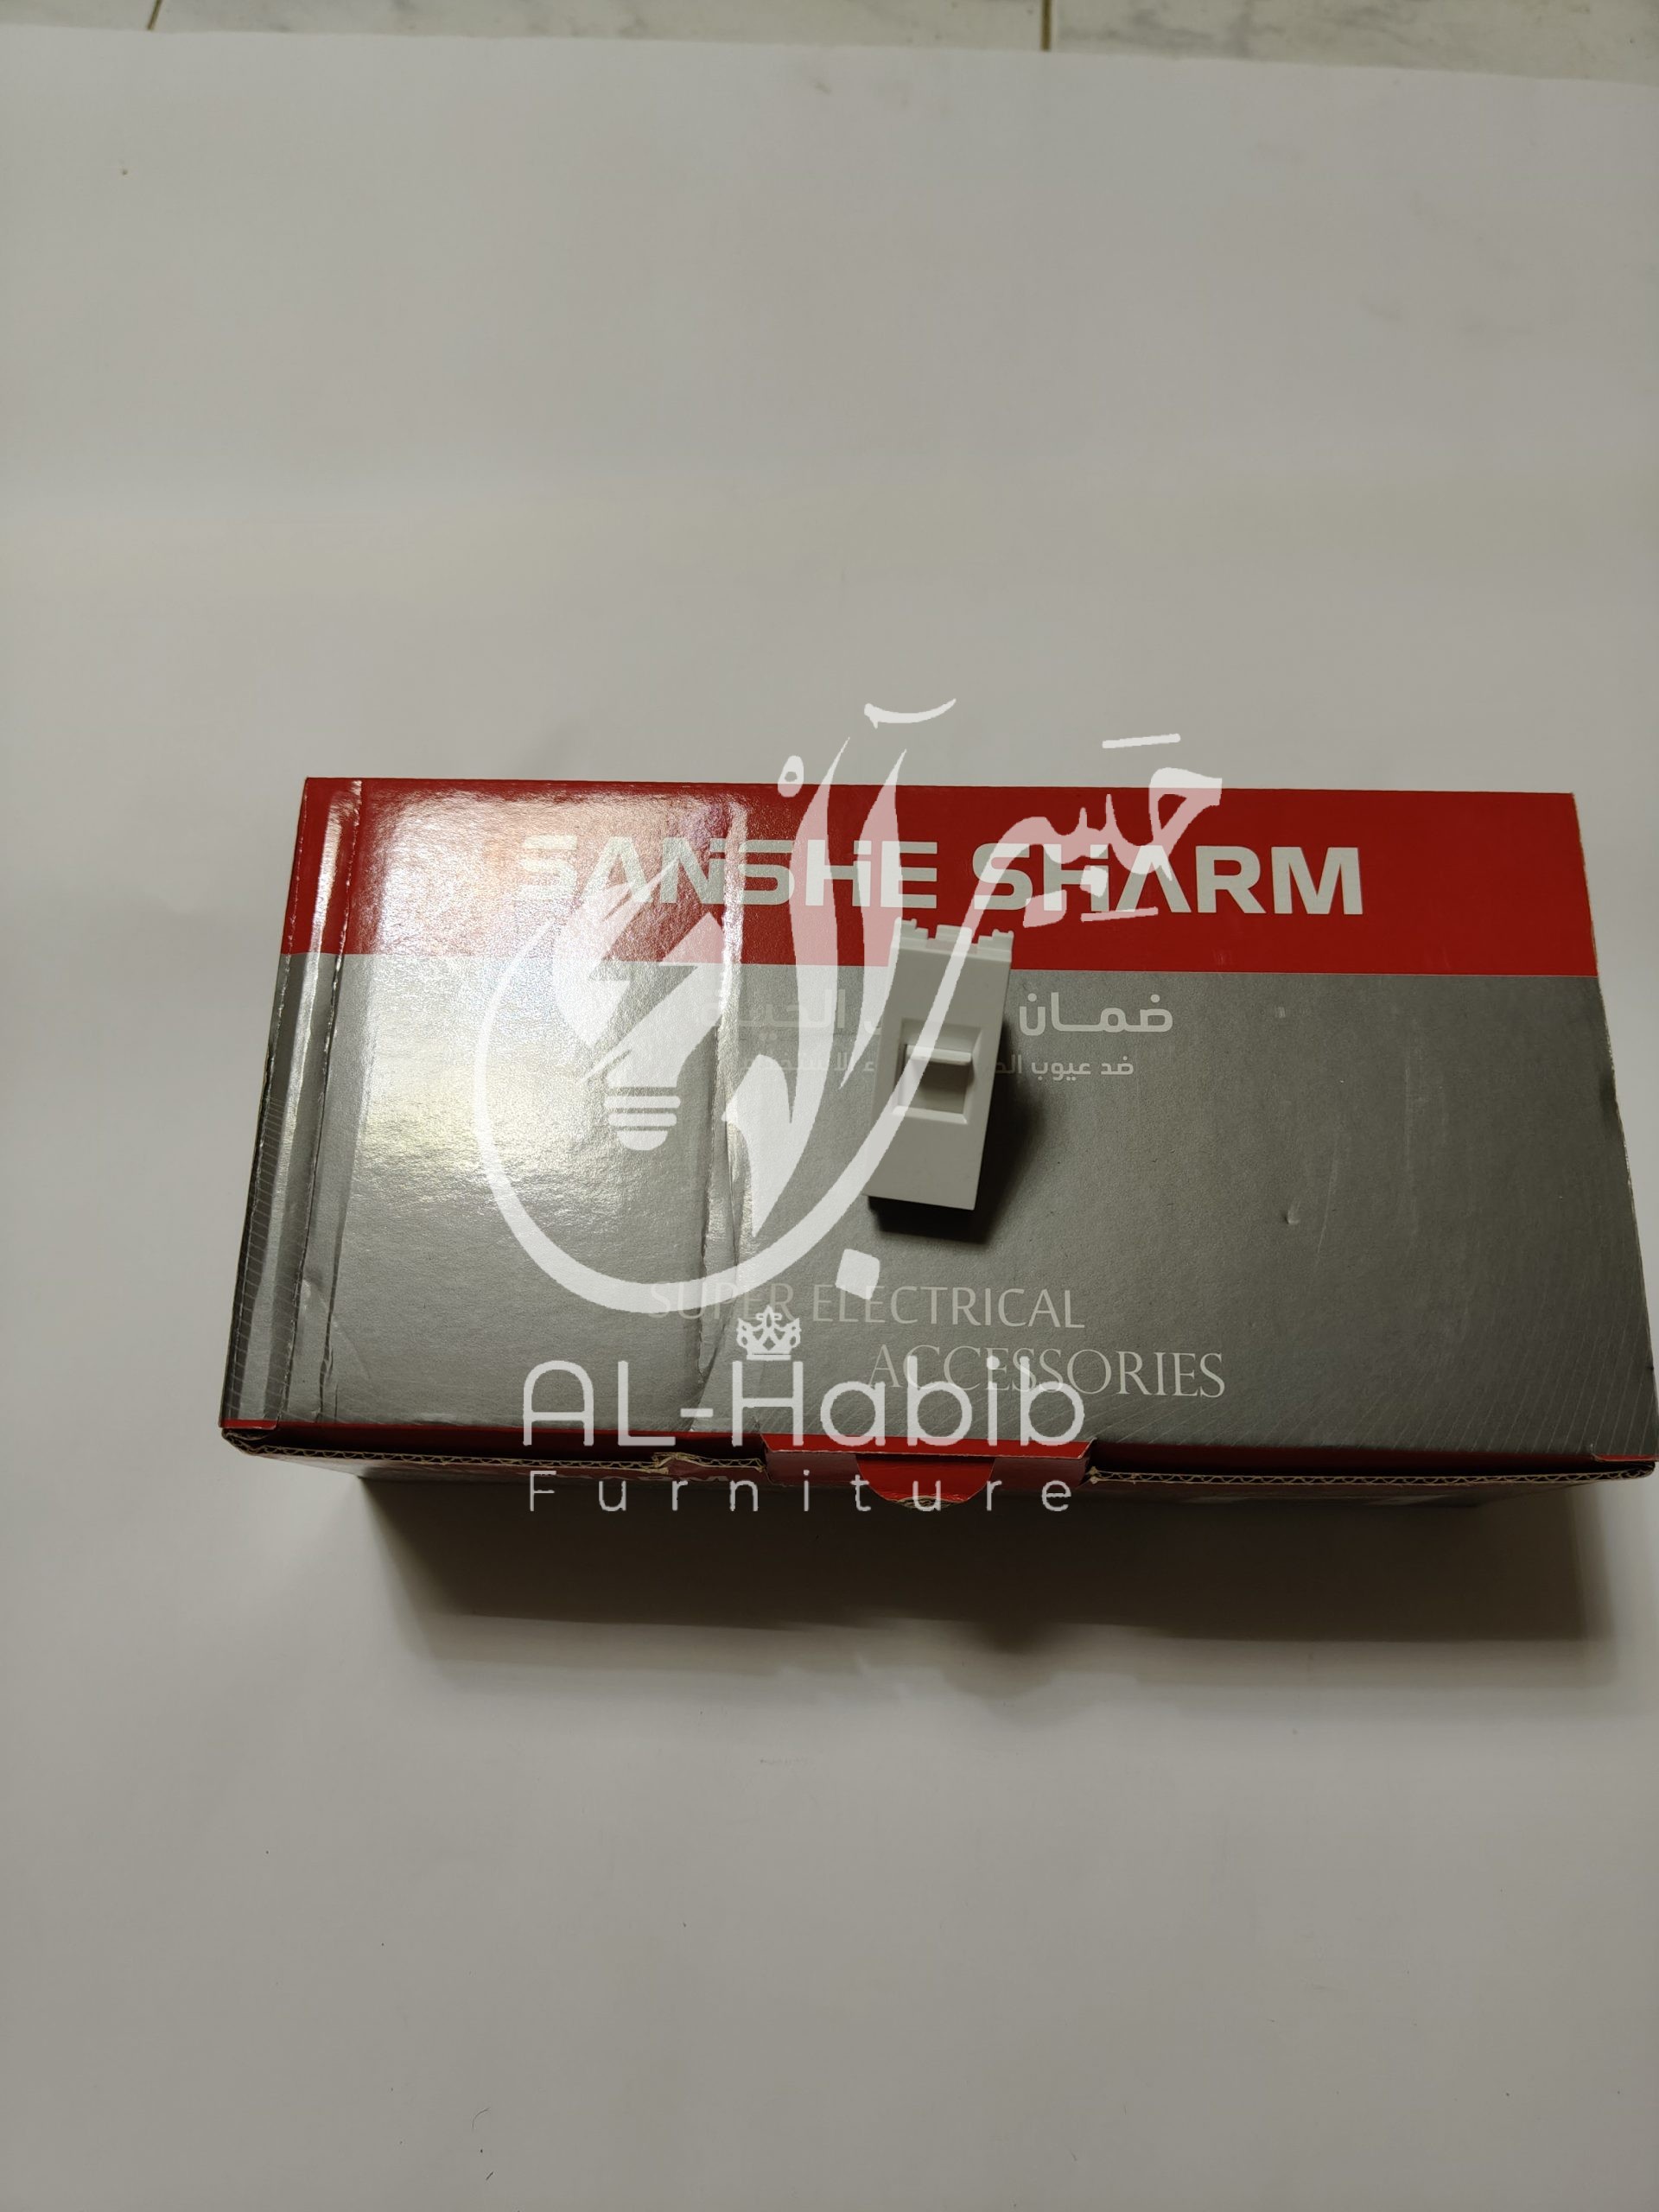 SANSHE SHARM
ضمان
ضد عيوب
SUPER ELECTRICAL
ACCESSORIES
AL-Habib
Furniture